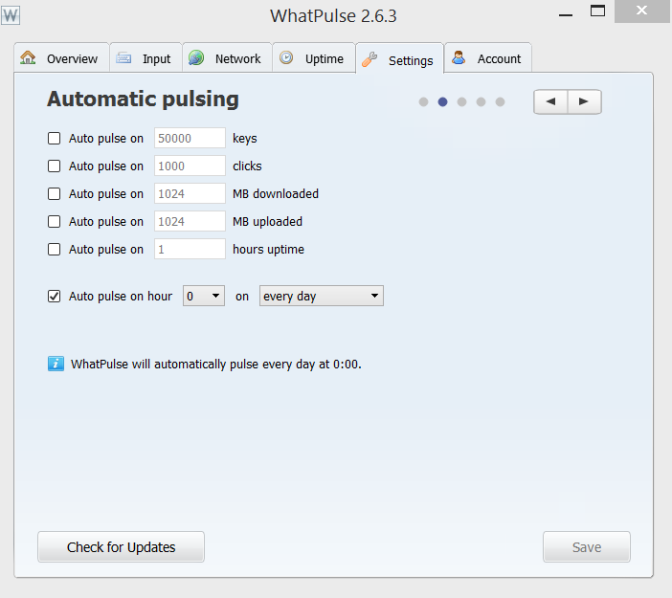 W WhatPulse 2.6.3
Overview Input Network Uptime Settings Account
Automatic pulsing
Auto pulse on 50000 keys
Auto pulse on 1000 clicks
Auto pulse on 1024 MB downloaded
Auto pulse on 1024 MB uploaded
Auto pulse on 1 hours uptime
Auto pulse on hour 0 on every day
i WhatPulse will automatically pulse every day at 0:00.
Check for Updates Save